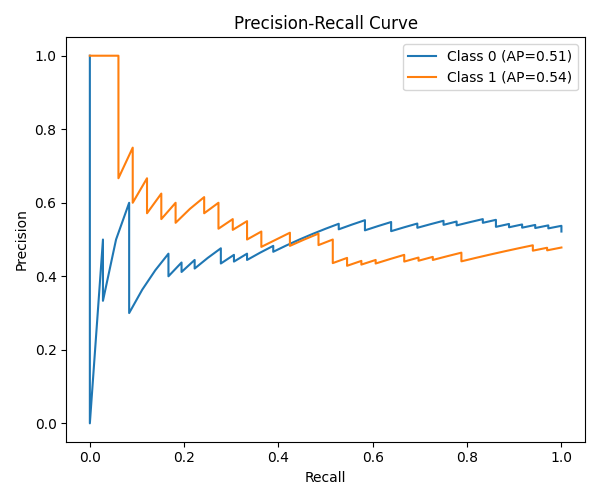 Precision-Recall Curve
Class 0 (AP=0.51)
Class 1 (AP=0.54)
Precision
1.0
0.8
0.6
0.4
0.2
0.0
0.0 0.2 0.4 0.6 0.8 1.0
Recall